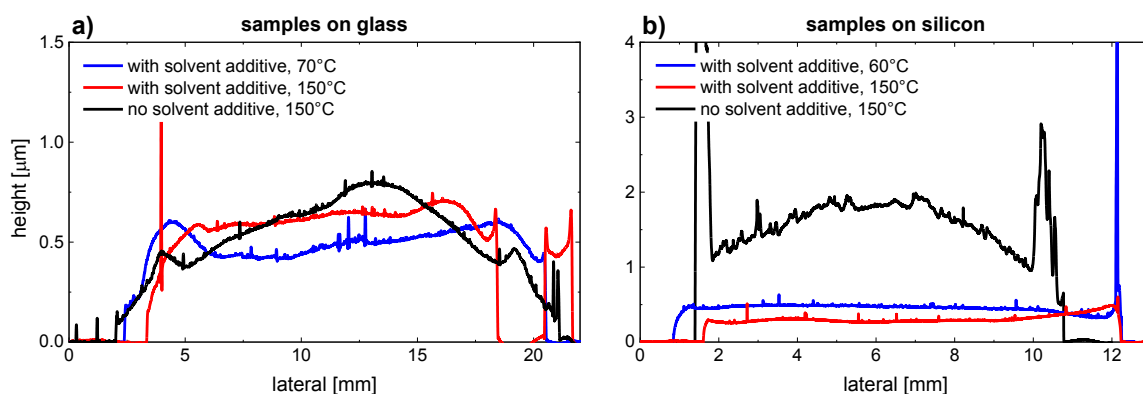 a) samples on glass
with solvent additive, 70°C
with solvent additive, 150°C
no solvent additive, 150°C
1.5
1.0
0.5
0.0
height [μm]
0 5 10 15 20
lateral [mm]
b) samples on silicon
with solvent additive, 60°C
with solvent additive, 150°C
no solvent additive, 150°C
4
3
2
1
0
0 2 4 6 8 10 12
lateral [mm]